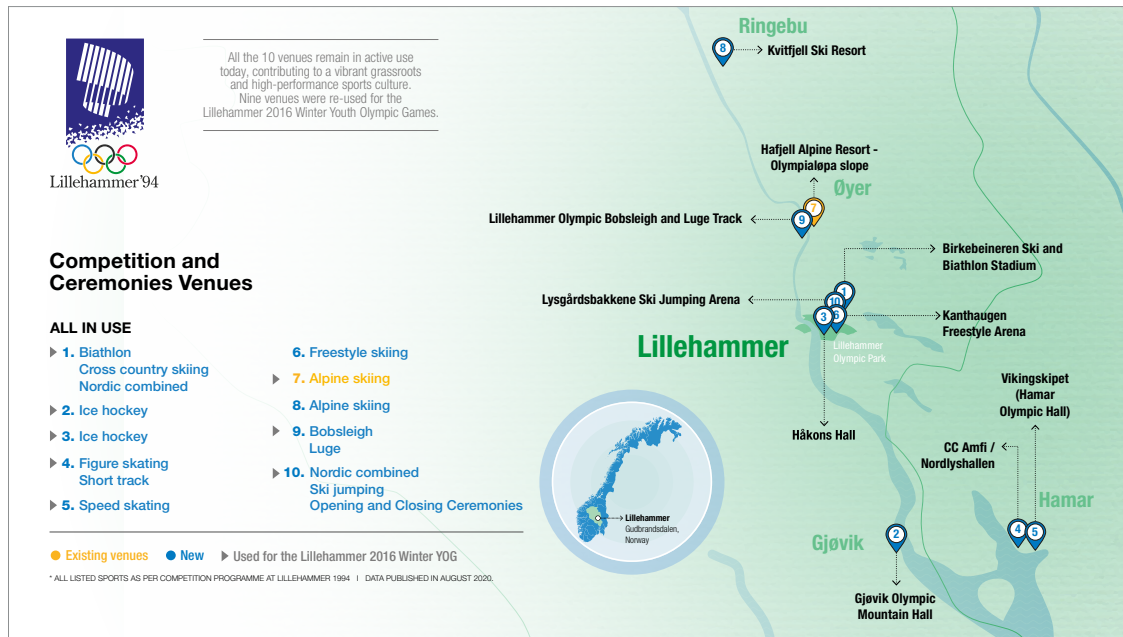 Lillehammer'94
All the 10 venues remain in active use
today, contributing to a vibrant grassroots
and high-performance sports culture.
Nine venues were re-used for the
Lillehammer 2016 Winter Youth Olympic Games.
Competition and
Ceremonies Venues
ALL IN USE
1. Biathlon
Cross country skiing
Nordic combined
2. Ice hockey
3. Ice hockey
4. Figure skating
Short track
5. Speed skating
6. Freestyle skiing
7. Alpine skiing
8. Alpine skiing
9. Bobsleigh
Luge
10. Nordic combined
Ski jumping
Opening and Closing Ceremonies
Existing venues
New
Used for the Lillehammer 2016 Winter YOG
* ALL LISTED SPORTS AS PER COMPETITION PROGRAMME AT LILLEHAMMER 1994 I DATA PUBLISHED IN AUGUST 2020.
Ringebu
8
Kvitfjell Ski Resort
Hafjell Alpine Resort -
Olympialøpa slope
Øyer
7
9
Lillehammer Olympic Bobsleigh and Luge Track
Birkebeineren Ski and
Biathlon Stadium
1
10
Lysgårdsbakkene Ski Jumping Arena
3
6
Kanthaugen
Freestyle Arena
Lillehammer
Lillehammer
Olympic Park
Håkons Hall
Vikingskipet
(Hamar
Olympic Hall)
CC Amfi /
Nordlyshallen
Hamar
4
5
Gjøvik
2
Gjøvik Olympic
Mountain Hall
Lillehammer
Gudbrandsdalen,
Norway